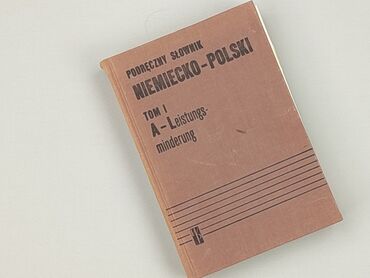 PODRĘCZNY SŁOWNIK
NIEMIECKO-POLSKI
TOM I
A-Leistungs-
minderung